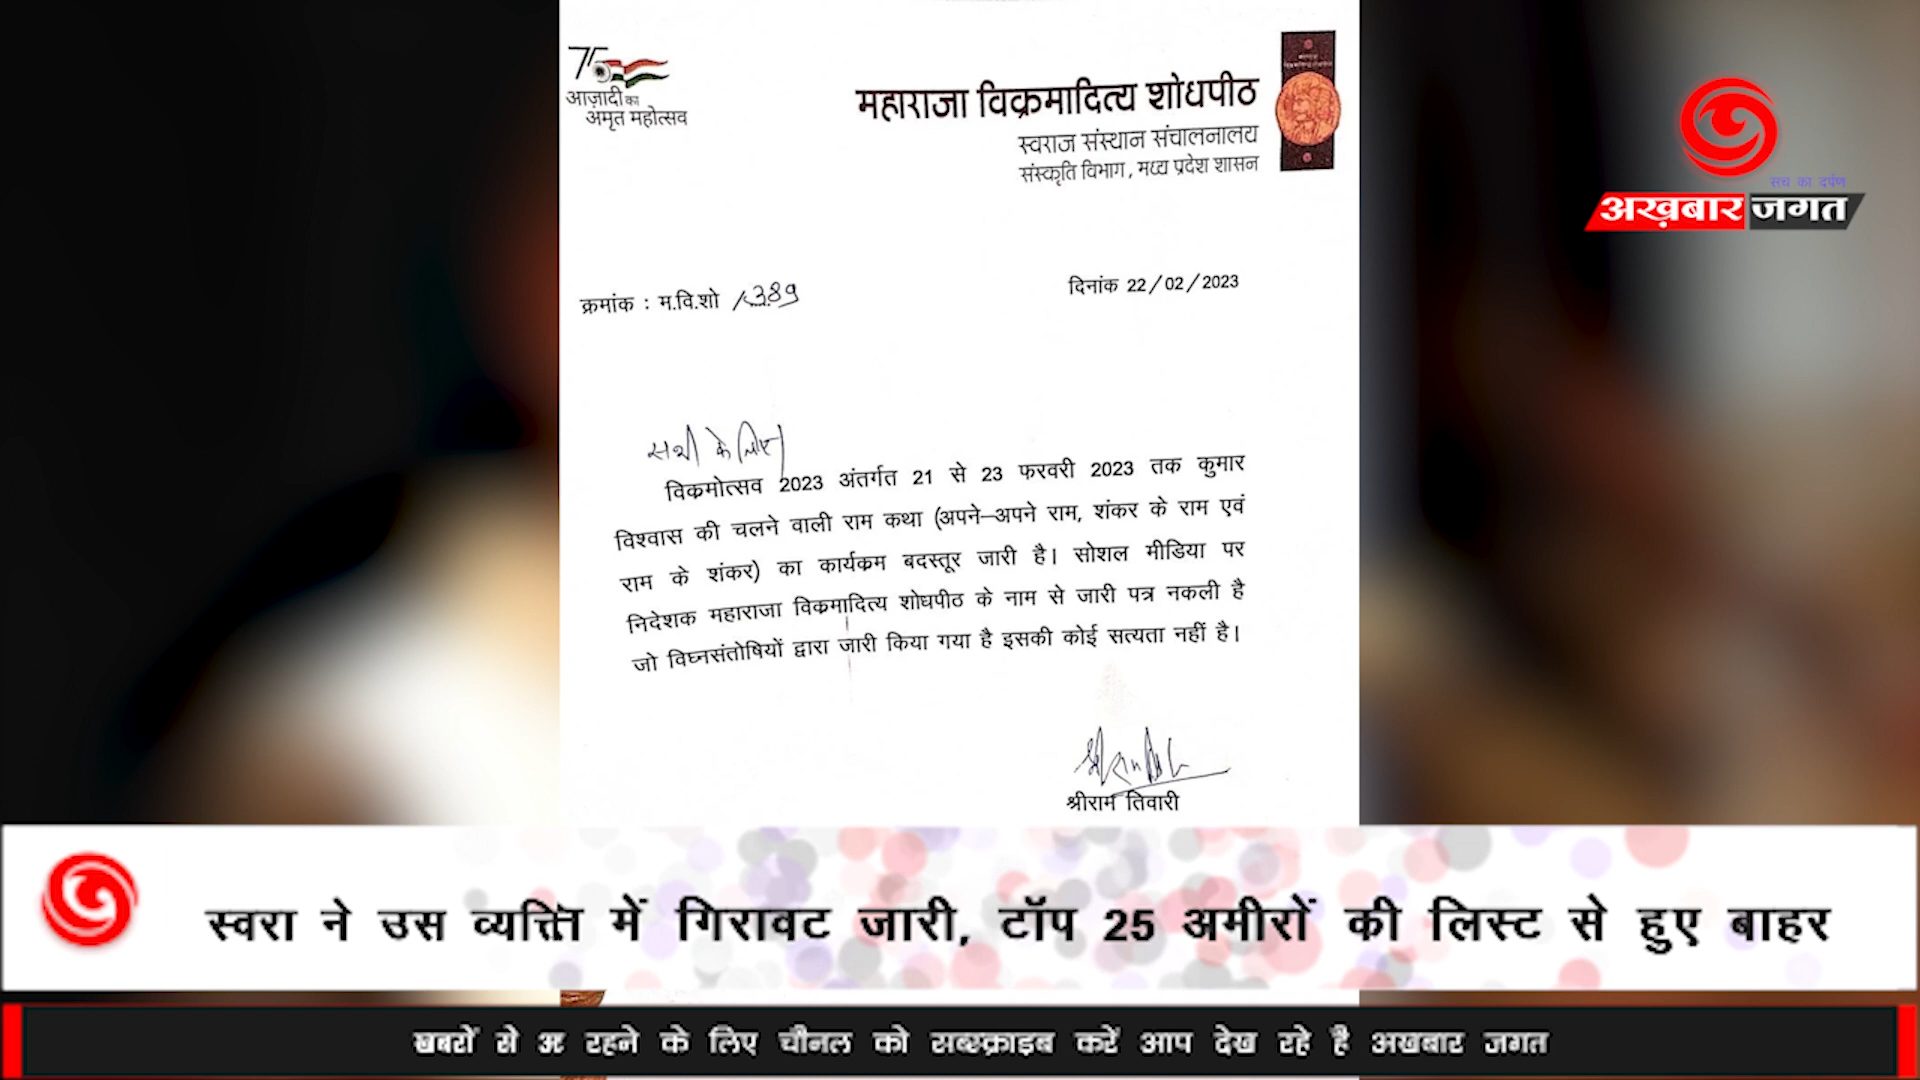 75
आज़ादी का
अमृत महोत्सव
महाराजा विक्रमादित्य शोधपीठ
स्वराज संस्थान संचालनालय
संस्कृति विभाग, मध्य प्रदेश शासन
सच का दर्पण
अख़बार जगत
क्रमांक : म.वि.शो
दिनांक 22/02/2023
सभी के लिए
विक्रमोत्सव 2023 अंतर्गत 21 से 23 फरवरी 2023 तक कुमार
विश्वास की चलने वाली राम कथा (अपने–अपने राम, शंकर के राम एवं
राम के शंकर) का कार्यक्रम बदस्तूर जारी है। सोशल मीडिया पर
निदेशक महाराजा विक्रमादित्य शोधपीठ के नाम से जारी पत्र नकली है
जो विघ्नसंतोषियों द्वारा जारी किया गया है इसकी कोई सत्यता नहीं है।
श्रीराम तिवारी
स्वरा ने उस व्यक्ति में गिरावट जारी, टॉप 25 अमीरों की लिस्ट से हुए बाहर
खबरों से रहने के लिए चैनल को सब्स्क्राइब करें आप देख रहे है अखबार जगत